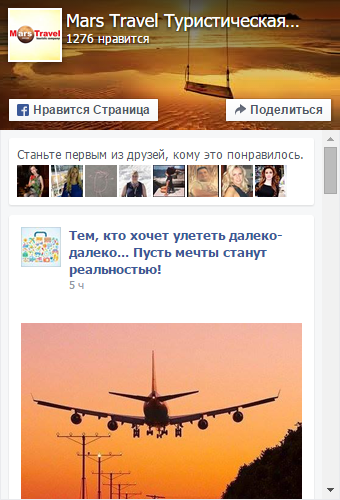 Mars Travel
Mars Travel Туристическая...
1276 нравится
Нравится Страница
Поделиться
Станьте первым из друзей, кому это понравилось.
Тем, кто хочет улететь далеко-
далеко... Пусть мечты станут
реальностью!
5 ч